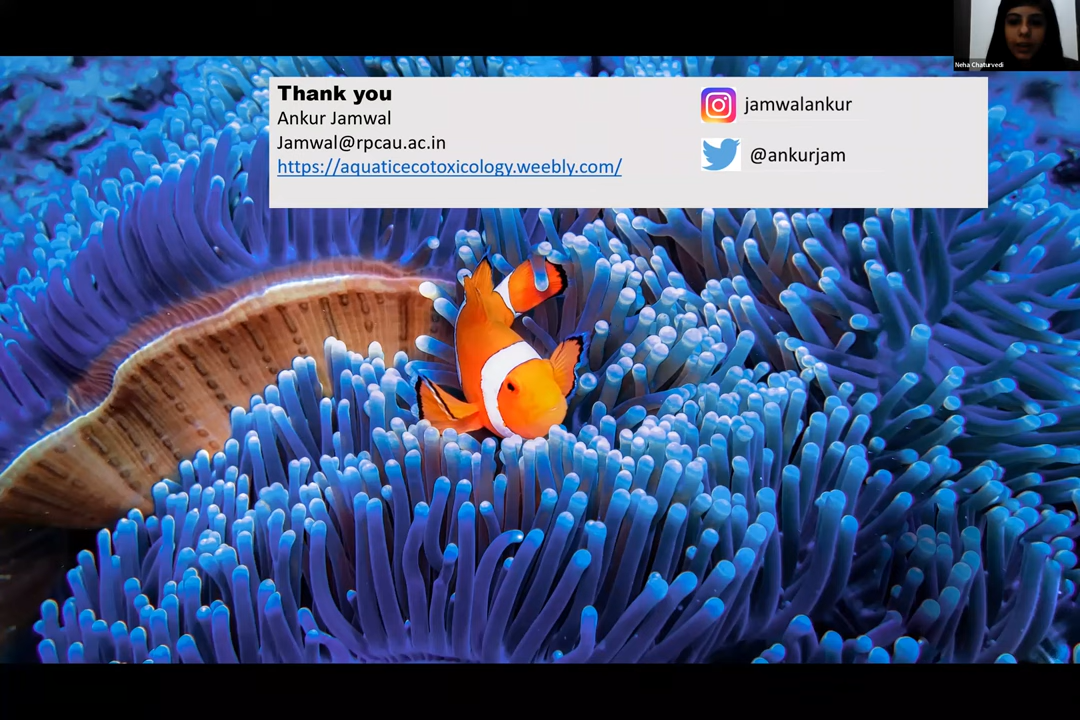 Thank you
Ankur Jamwal
Jamwal@rpcau.ac.in
https://aquaticecotoxicology.weebly.com/
jamwalankur
@ankurjam
Neha Chaturvedi